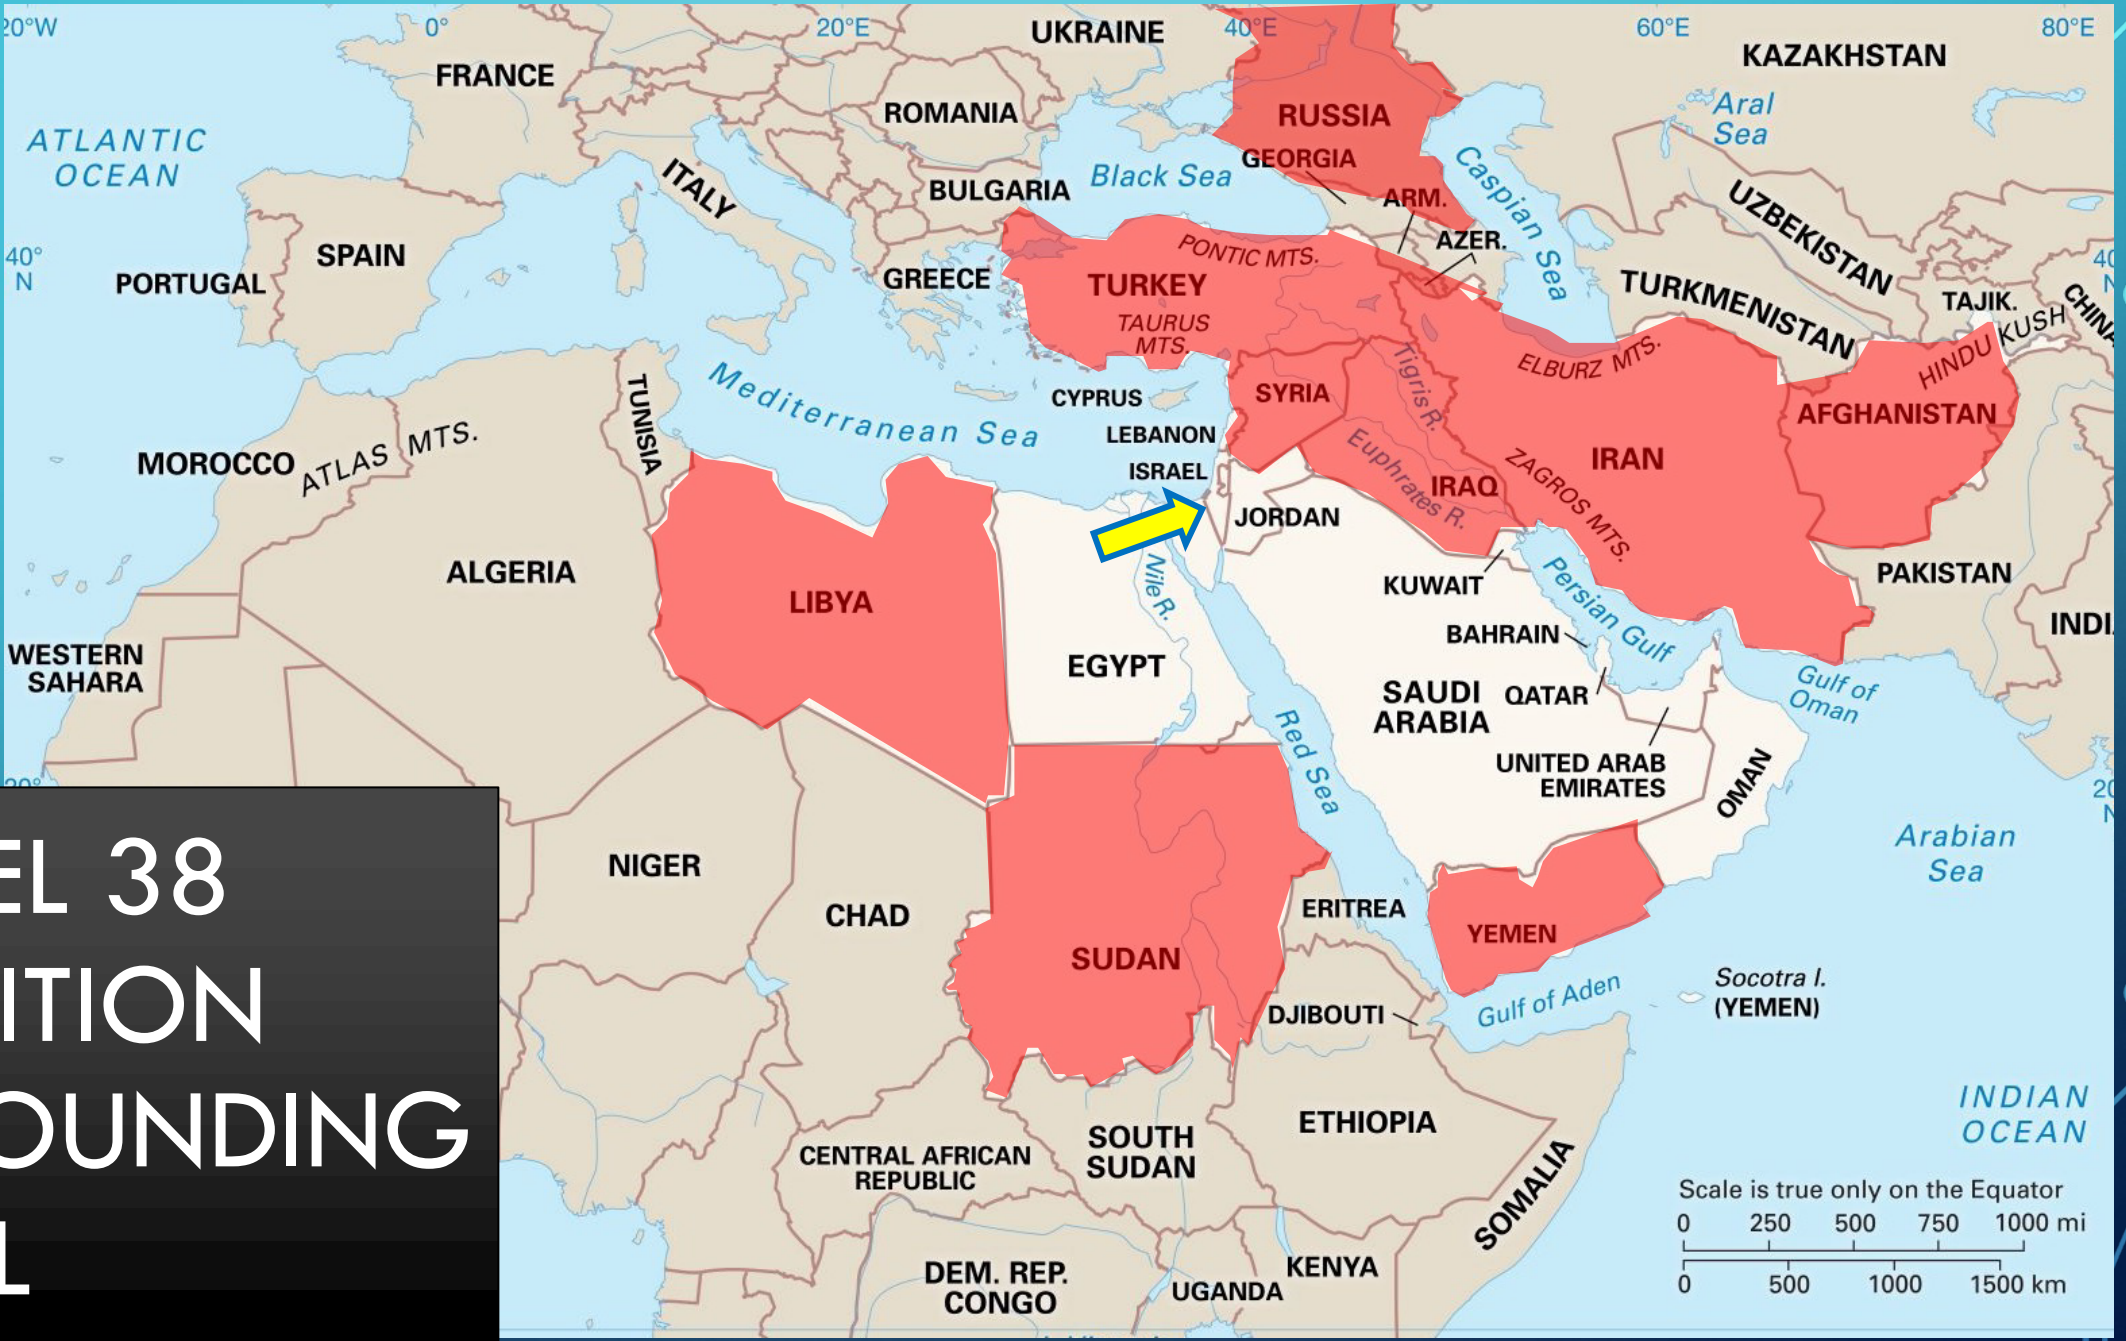 20°W
0°
20°E
40°E
60°E
80°E
UKRAINE
KAZAKHSTAN
FRANCE
ROMANIA
RUSSIA
Aral
Sea
ATLANTIC
OCEAN
ITALY
BULGARIA
Black Sea
GEORGIA
ARM.
AZER.
Caspian Sea
UZBEKISTAN
40°
N
SPAIN
PORTUGAL
GREECE
PONTIC MTS.
TURKEY
TAURUS
MTS.
TURKMENISTAN
TAJIK.
CHINA
40
N
HINDU KUSH
ELBURZ MTS.
TUNISIA
Mediterranean Sea
CYPRUS
SYRIA
Tigris R.
AFGHANISTAN
MOROCCO
ATLAS MTS.
LEBANON
ISRAEL
Euphrates R.
IRAQ
ZAGROS MTS.
IRAN
JORDAN
ALGERIA
LIBYA
Nile R.
KUWAIT
Persian Gulf
PAKISTAN
INDI
BAHRAIN
WESTERN
SAHARA
EGYPT
SAUDI
ARABIA
QATAR
Gulf of
Oman
Red Sea
UNITED ARAB
EMIRATES
OMAN
20°
20
N
Arabian
Sea
NIGER
CHAD
SUDAN
ERITREA
YEMEN
Socotra I.
(YEMEN)
DJIBOUTI
Gulf of Aden
EL 38
ITION
OUNDING
L
CENTRAL AFRICAN
REPUBLIC
SOUTH
SUDAN
ETHIOPIA
SOMALIA
INDIAN
OCEAN
DEM. REP.
CONGO
UGANDA
KENYA
Scale is true only on the Equator
0 250 500 750 1000 mi
0 500 1000 1500 km